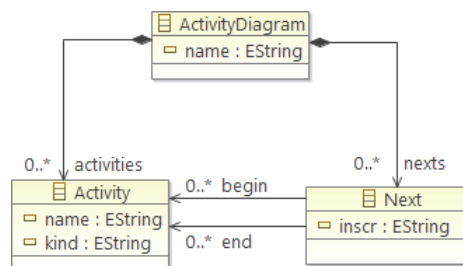 ActivityDiagram
name : EString
0..* activities
0..* nexts
Activity
name : EString
kind : EString
0..* begin
0..* end
Next
inscr : EString